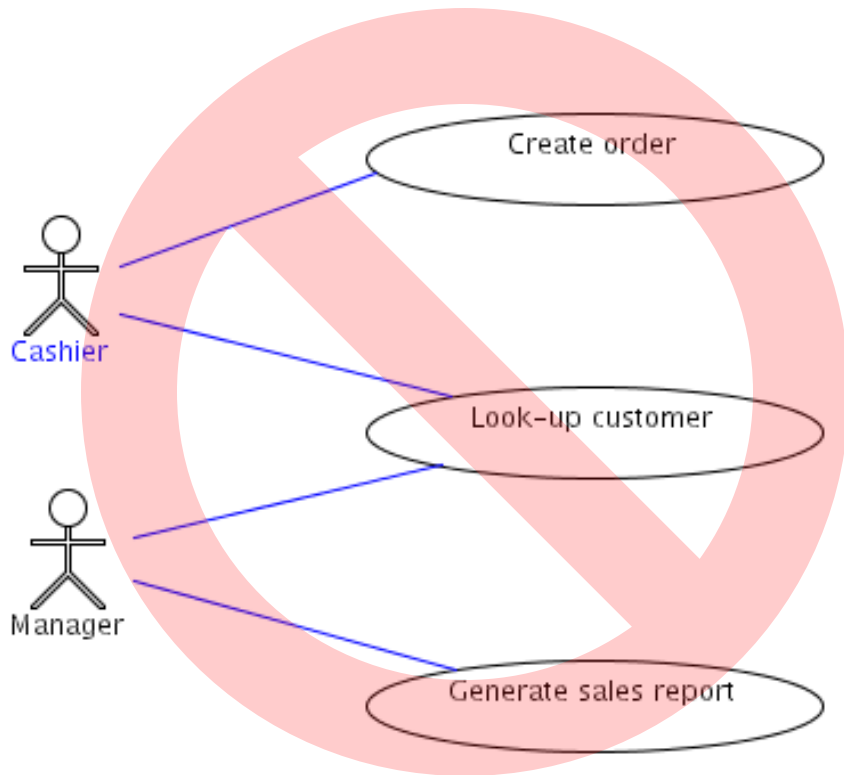 Create order
Cashier
Look-up customer
Manager
Generate sales report